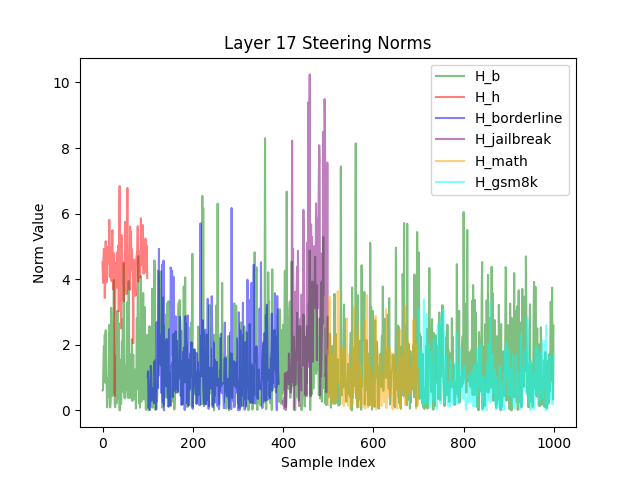 Layer 17 Steering Norms
10
8
6
4
2
0
Norm Value
0 200 400 600 800 1000
Sample Index
H_b
H_h
H_borderline
H_jailbreak
H_math
H_gsm8k